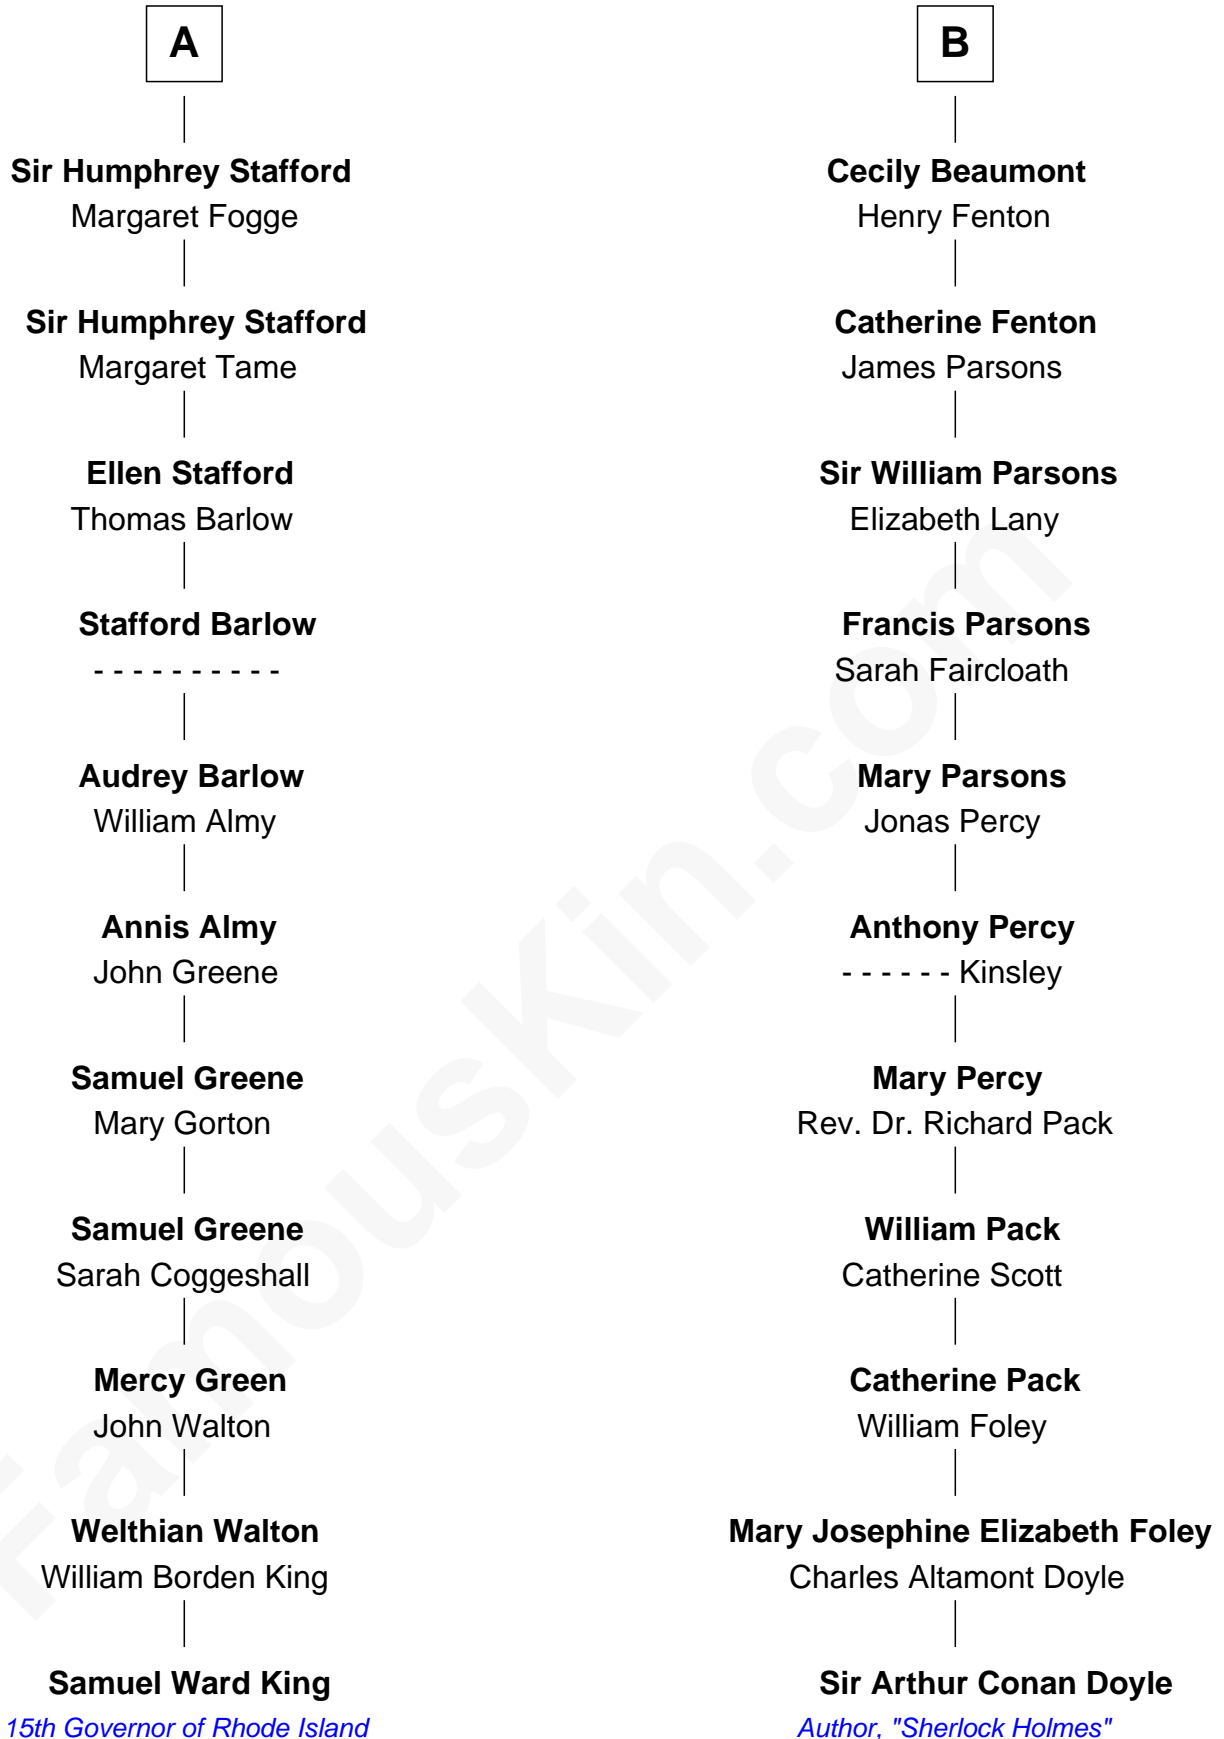 A
Sir Humphrey Stafford
Margaret Fogge
Sir Humphrey Stafford
Margaret Tame
Ellen Stafford
Thomas Barlow
Stafford Barlow
- - - - - - - - - -
Audrey Barlow
William Almy
Annis Almy
John Greene
Samuel Greene
Mary Gorton
Samuel Greene
Sarah Coggeshall
Mercy Green
John Walton
Welthian Walton
William Borden King
Samuel Ward King
15th Governor of Rhode Island
B
Cecily Beaumont
Henry Fenton
Catherine Fenton
James Parsons
Sir William Parsons
Elizabeth Lany
Francis Parsons
Sarah Faircloath
Mary Parsons
Jonas Percy
Anthony Percy
- - - - - - Kinsley
Mary Percy
Rev. Dr. Richard Pack
William Pack
Catherine Scott
Catherine Pack
William Foley
Mary Josephine Elizabeth Foley
Charles Altamont Doyle
Sir Arthur Conan Doyle
Author, "Sherlock Holmes"
FamousKin.com